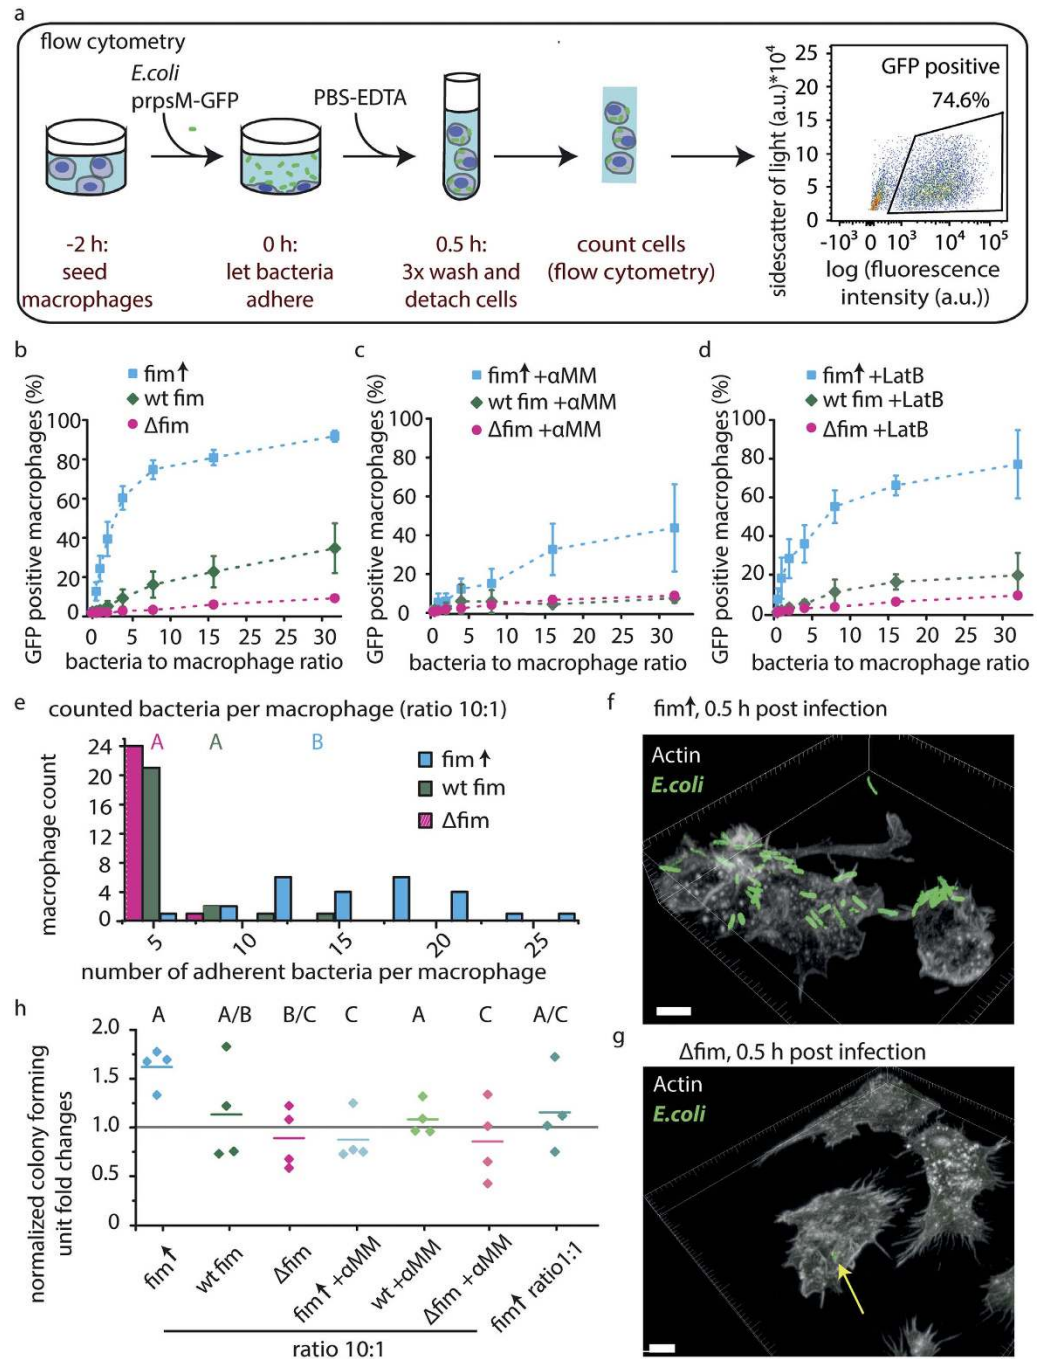 a
flow cytometry
E.coli
prpsM-GFP
PBS-EDTA
-2 h:
seed
macrophages
0 h:
let bacteria
adhere
0.5 h:
3x wash and
detach cells
count cells
(flow cytometry)
sidescatter of light (a.u.)*10⁴
25
20
15
10
5
0
GFP positive
74.6%
-10³ 0 10³ 10⁴ 10⁵
log (fluorescence
intensity (a.u.))
b
fim↑
wt fim
Δfim
GFP positive macrophages (%)
100
80
60
40
20
0
0 5 10 15 20 25 30
bacteria to macrophage ratio
c
fim↑ +αMM
wt fim +αMM
Δfim +αMM
GFP positive macrophages (%)
100
80
60
40
20
0
0 5 10 15 20 25 30
bacteria to macrophage ratio
d
fim↑ +LatB
wt fim +LatB
Δfim +LatB
GFP positive macrophages (%)
100
80
60
40
20
0
0 5 10 15 20 25 30
bacteria to macrophage ratio
e
counted bacteria per macrophage (ratio 10:1)
A A B
fim ↑
wt fim
Δfim
macrophage count
24
20
16
12
8
4
0
5 10 15 20 25
number of adherent bacteria per macrophage
f
fim↑, 0.5 h post infection
Actin
E.coli
g
Δfim, 0.5 h post infection
Actin
E.coli
h
A A/B B/C C A C A/C
normalized colony forming
unit fold changes
2.0
1.5
1.0
0.5
0
fim↑
wt fim
Δfim
fim↑ +αMM
wt +αMM
Δfim +αMM
fim↑ ratio1:1
ratio 10:1